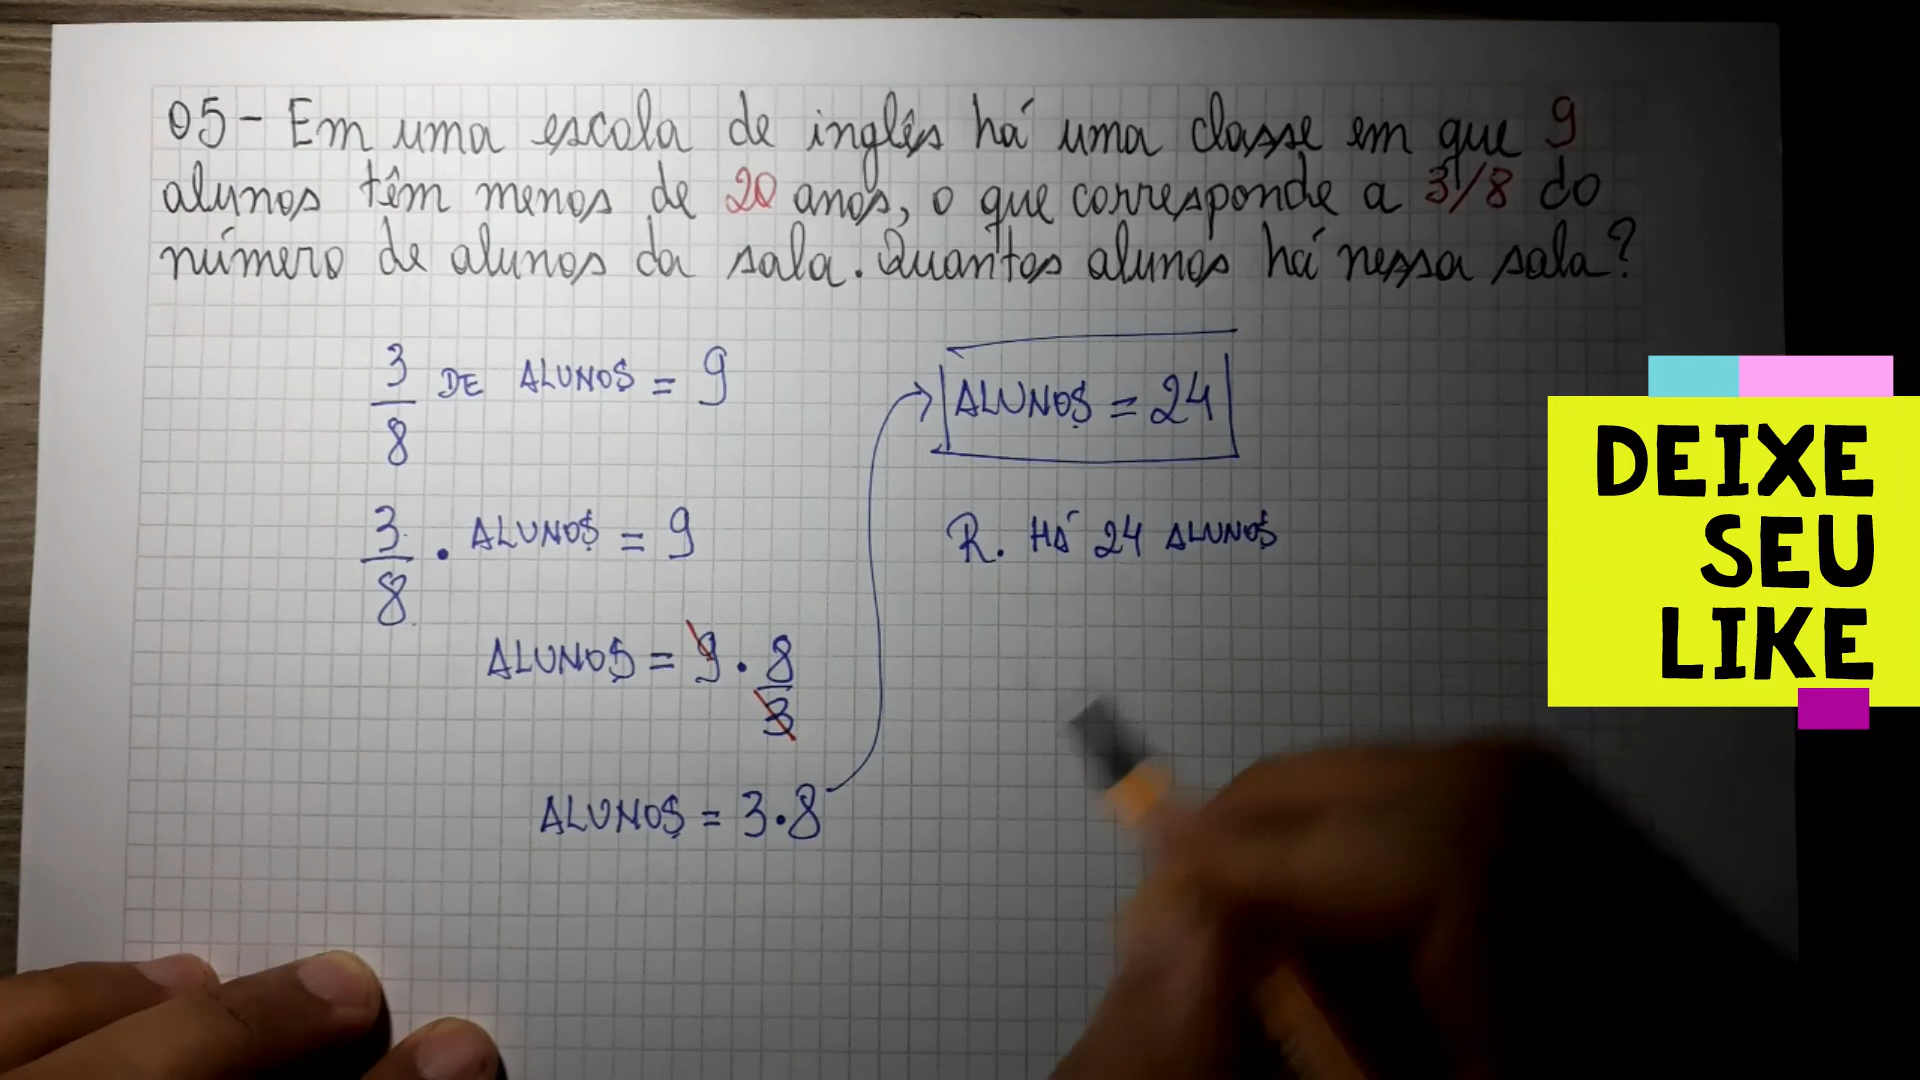 05 - Em uma escola de inglês há uma classe em que 9
alunos têm menos de 20 anos, o que corresponde a 3/8 do
número de alunos da sala. Quantos alunos há nessa sala?
3/8 DE ALUNOS = 9
3/8 . ALUNOS = 9
ALUNOS = 9 . 8/3
ALUNOS = 3.8
ALUNOS = 24
R. HÁ 24 ALUNOS
DEIXE
SEU
LIKE